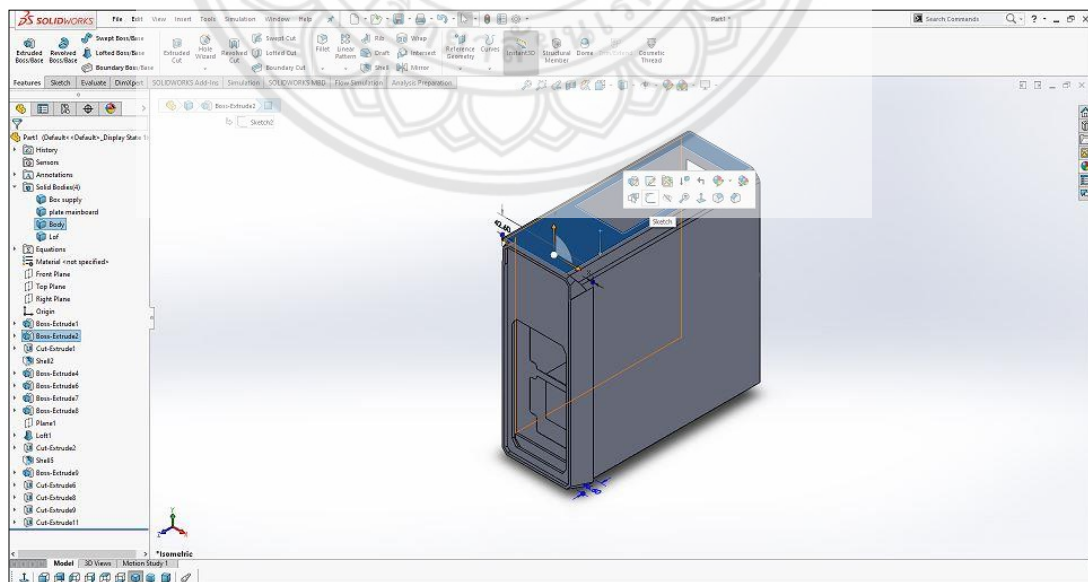 SOLIDWORKS File Edit View Insert Tools Simulation Window Help Part1 * Search Commands
Extruded Boss/Base Revolved Boss/Base Swept Boss/Base Lofted Boss/Base Boundary Boss/Base Extruded Cut Hole Wizard Revolved Cut Swept Cut Lofted Cut Boundary Cut Fillet Linear Pattern Rib Draft Shell Wrap Intersect Mirror Reference Geometry Curves Instant3D Structural Member Dome Cosmetic Thread
Features Sketch Evaluate DimXpert SOLIDWORKS Add-Ins Simulation SOLIDWORKS MBD Flow Simulation Analysis Preparation
Boss-Extrude2
Sketch2
Part1 (Default<<Default>_Display State 1
History
Sensors
Annotations
Solid Bodies(4)
Box supply
plate mainboard
Body
Lof
Equations
Material <not specified>
Front Plane
Top Plane
Right Plane
Origin
Boss-Extrude1
Boss-Extrude2
Cut-Extrude1
Shell2
Boss-Extrude4
Boss-Extrude6
Boss-Extrude7
Boss-Extrude8
Plane1
Loft1
Cut-Extrude2
Shell5
Boss-Extrude9
Cut-Extrude6
Cut-Extrude8
Cut-Extrude9
Cut-Extrude11
Sketch
*Isometric
Model 3D Views Motion Study 1